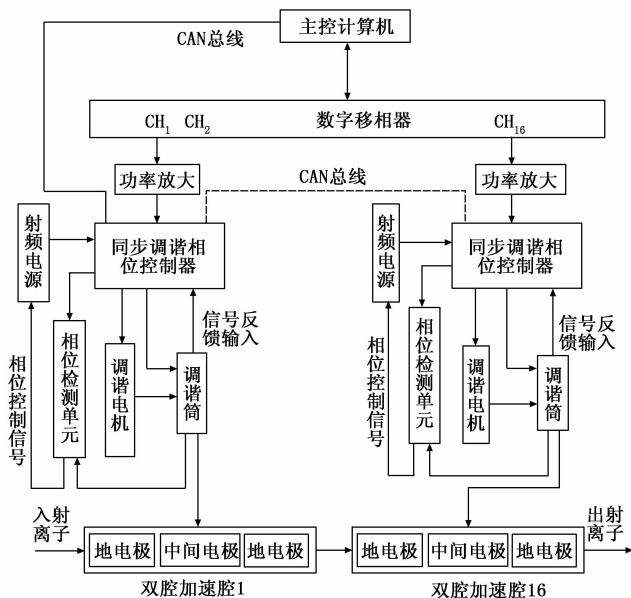 主控计算机
CAN总线
数字移相器
CH1 CH2
CH16
功率放大
CAN总线
功率放大
射频电源
同步调谐相
位控制器
射频电源
同步调谐相
位控制器
信号反
馈输入
信号反
馈输入
相位控制信号
相位检测单元
调谐电机
调谐筒
相位控制信号
相位检测单元
调谐电机
调谐筒
入射
离子
出射
离子
地电极 中间电极 地电极
地电极 中间电极 地电极
双腔加速腔1
双腔加速腔16